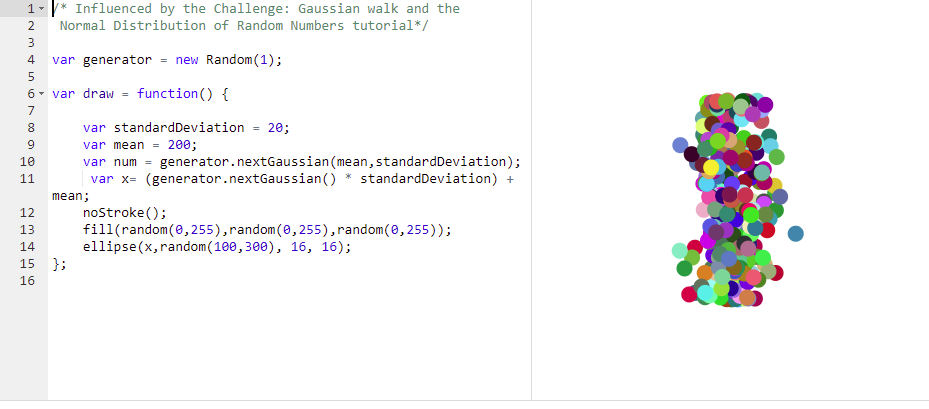 1 /* Influenced by the Challenge: Gaussian walk and the
2 Normal Distribution of Random Numbers tutorial*/
3
4 var generator = new Random(1);
5
6 var draw = function() {
7
8 var standardDeviation = 20;
9 var mean = 200;
10 var num = generator.nextGaussian(mean,standardDeviation);
11 var x= (generator.nextGaussian() * standardDeviation) +
mean;
12 noStroke();
13 fill(random(0,255),random(0,255),random(0,255));
14 ellipse(x,random(100,300), 16, 16);
15 };
16